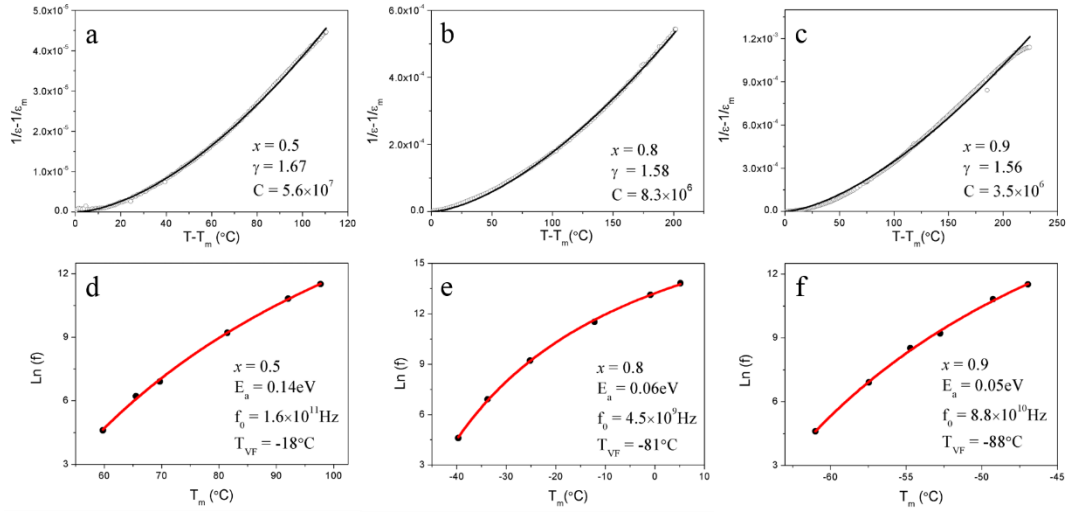 a
5.0x10⁻⁵
4.0x10⁻⁵
3.0x10⁻⁵
2.0x10⁻⁵
1.0x10⁻⁵
0.0
1/ε-1/εₘ
x = 0.5
γ = 1.67
C = 5.6×10⁷
0 20 40 60 80 100 120
T-Tₘ(°C)
b
6.0x10⁻⁴
4.0x10⁻⁴
2.0x10⁻⁴
0.0
1/ε-1/εₘ
x = 0.8
γ = 1.58
C = 8.3×10⁶
0 50 100 150 200
T-Tₘ(°C)
c
1.2x10⁻³
9.0x10⁻⁴
6.0x10⁻⁴
3.0x10⁻⁴
0.0
1/ε-1/εₘ
x = 0.9
γ = 1.56
C = 3.5×10⁶
0 50 100 150 200 250
T-Tₘ(°C)
d
12
9
6
3
Ln (f)
x = 0.5
Eₐ = 0.14eV
f₀ = 1.6×10¹¹Hz
T_VF = -18°C
60 70 80 90 100
Tₘ (°C)
e
15
12
9
6
3
Ln (f)
x = 0.8
Eₐ = 0.06eV
f₀ = 4.5×10⁹Hz
T_VF = -81°C
-40 -30 -20 -10 0 10
Tₘ (°C)
f
12
9
6
3
Ln (f)
x = 0.9
Eₐ = 0.05eV
f₀ = 8.8×10¹⁰Hz
T_VF = -88°C
-60 -55 -50 -45
Tₘ (°C)